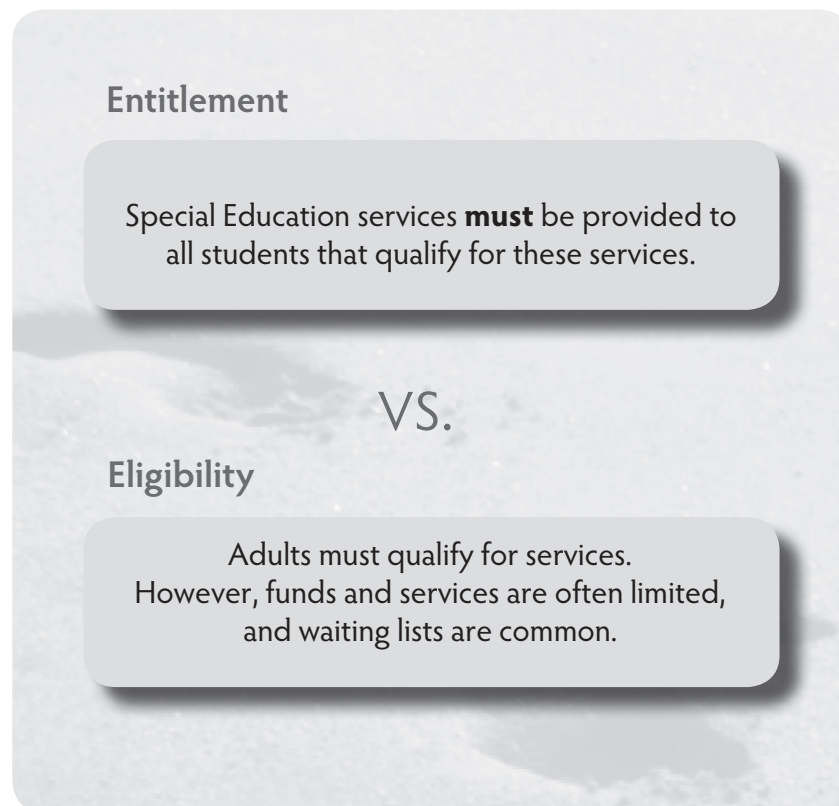 Entitlement
Special Education services must be provided to
all students that qualify for these services.
VS.
Eligibility
Adults must qualify for services.
However, funds and services are often limited,
and waiting lists are common.